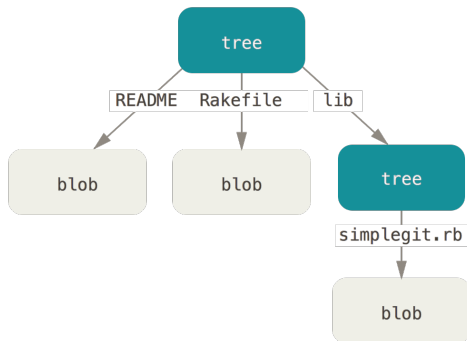 tree
README Rakefile lib
blob blob tree
simplegit.rb
blob